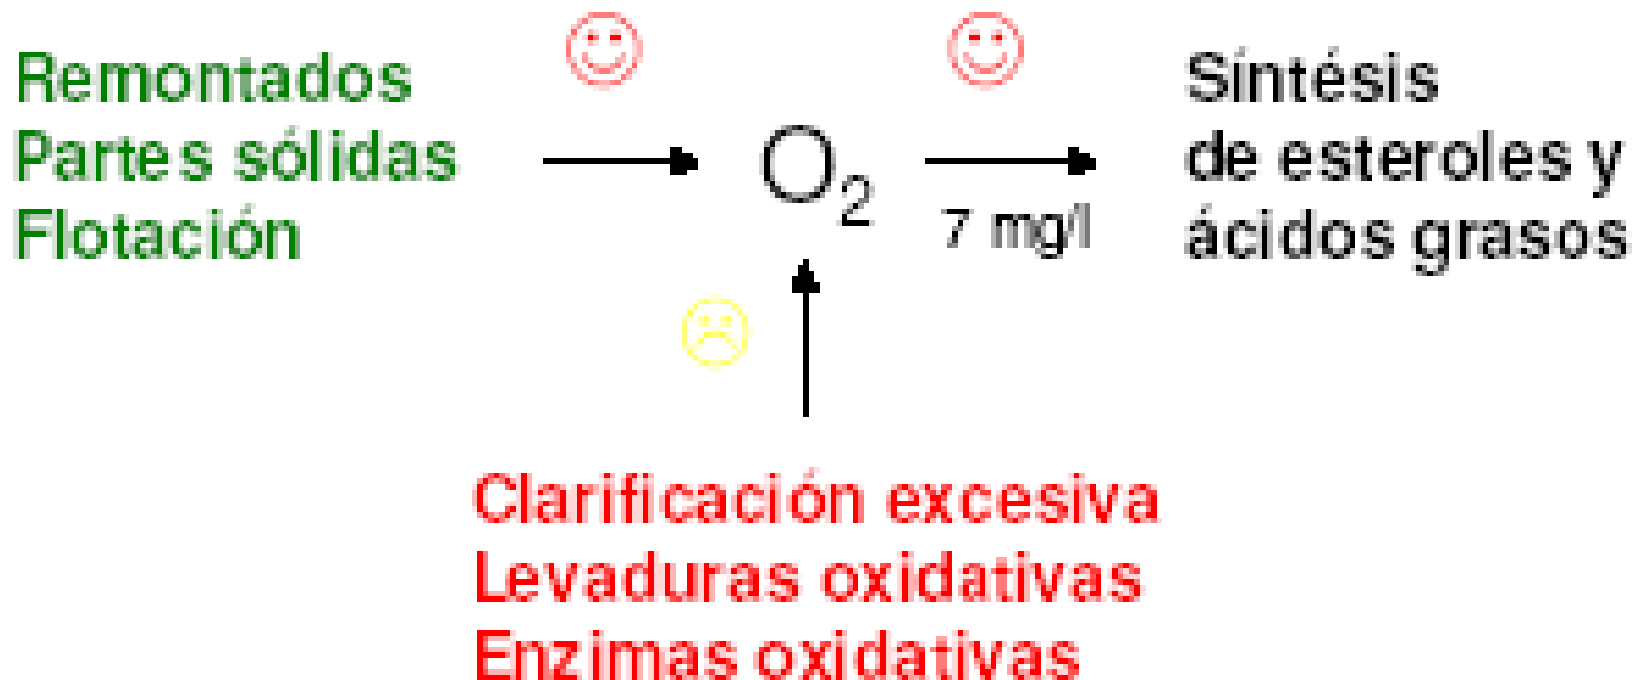 Remontados
Partes sólidas
Flotación
O₂
7 mg/l
Síntésis
de esteroles y
ácidos grasos
Clarificación excesiva
Levaduras oxidativas
Enzimas oxidativas